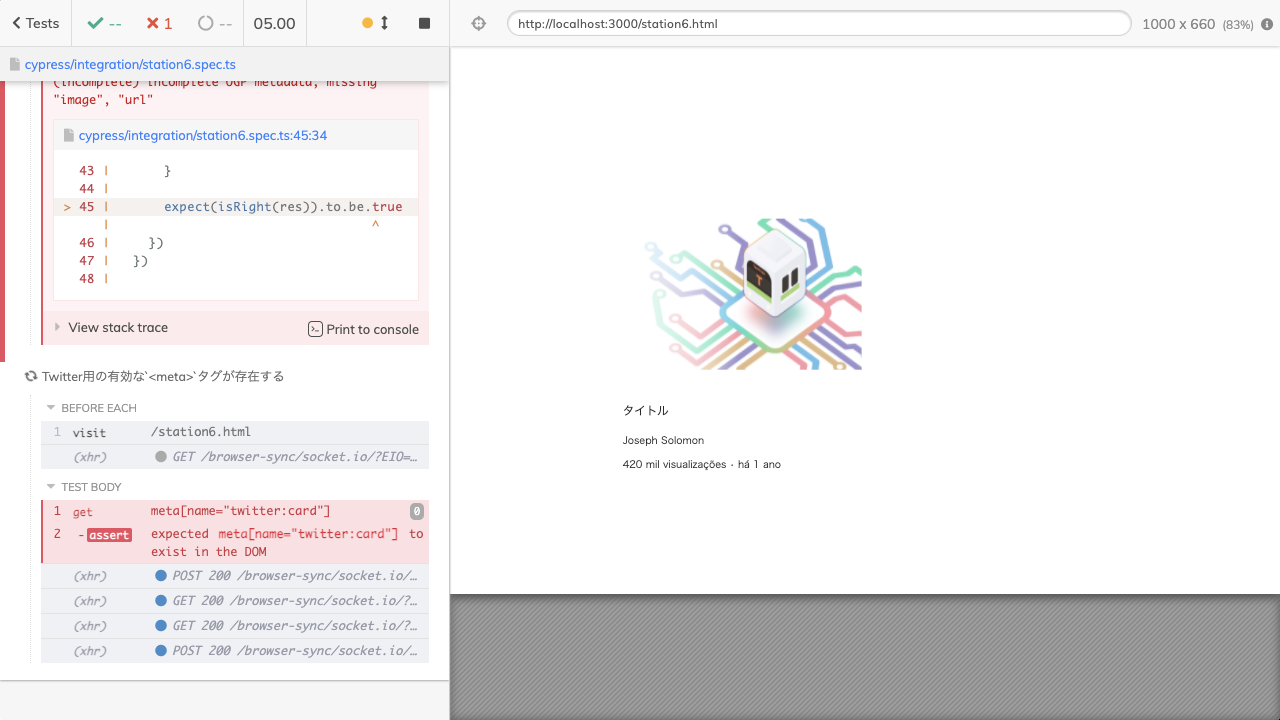 Tests
--
1
--
05.00
http://localhost:3000/station6.html
1000 x 660 (83%)
cypress/integration/station6.spec.ts
(incomplete) incomplete OGP metadata, missing
"image", "url"
cypress/integration/station6.spec.ts:45:34
43 | }
44 |
> 45 | expect(isRight(res)).to.be.true
| ^
46 | })
47 | })
48 |
View stack trace
Print to console
Twitter用の有効な`<meta>`タグが存在する
BEFORE EACH
1 visit /station6.html
(xhr) GET /browser-sync/socket.io/?EIO=…
TEST BODY
1 get meta[name="twitter:card"] 0
2 -assert expected meta[name="twitter:card"] to
exist in the DOM
(xhr) POST 200 /browser-sync/socket.io/…
(xhr) GET 200 /browser-sync/socket.io/?…
(xhr) GET 200 /browser-sync/socket.io/?…
(xhr) POST 200 /browser-sync/socket.io/…
T
タイトル
Joseph Solomon
420 mil visualizações · há 1 ano